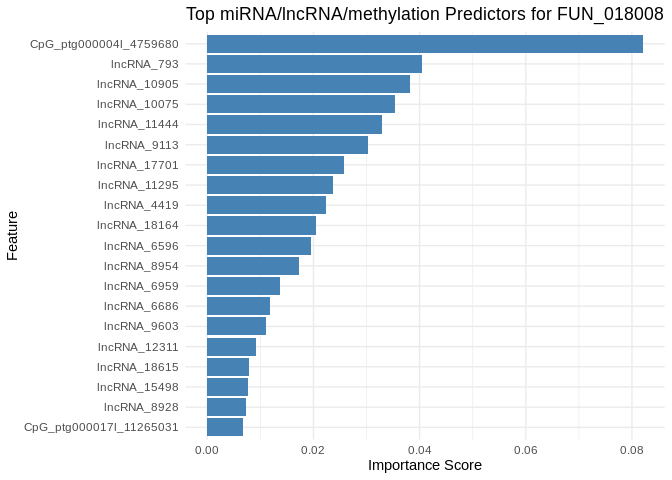 Top miRNA/lncRNA/methylation Predictors for FUN_018008
Feature
CpG_ptg000004l_4759680
lncRNA_793
lncRNA_10905
lncRNA_10075
lncRNA_11444
lncRNA_9113
lncRNA_17701
lncRNA_11295
lncRNA_4419
lncRNA_18164
lncRNA_6596
lncRNA_8954
lncRNA_6959
lncRNA_6686
lncRNA_9603
lncRNA_12311
lncRNA_18615
lncRNA_15498
lncRNA_8928
CpG_ptg000017l_11265031
0.00 0.02 0.04 0.06 0.08
Importance Score